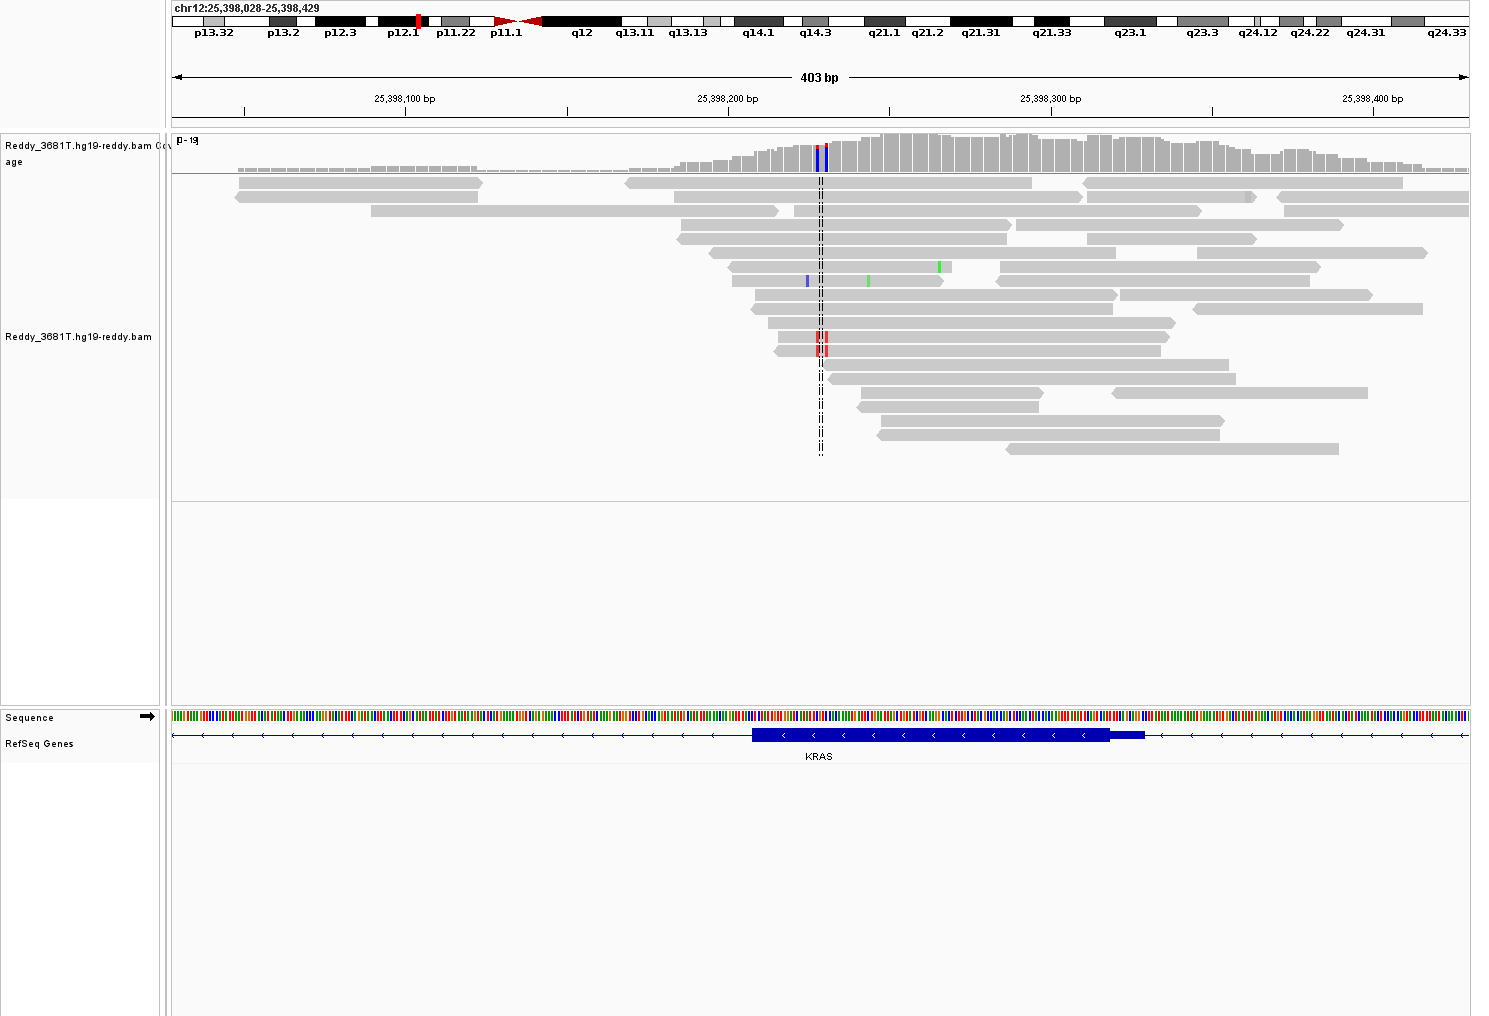 chr12:25,398,028-25,398,429
p13.32 p13.2 p12.3 p12.1 p11.22 p11.1 q12 q13.11 q13.13 q14.1 q14.3 q21.1 q21.2 q21.31 q21.33 q23.1 q23.3 q24.12 q24.22 q24.31 q24.33
403 bp
25,398,100 bp 25,398,200 bp 25,398,300 bp 25,398,400 bp
Reddy_3681T.hg19-reddy.bam Cov
age
[0 - 19]
Reddy_3681T.hg19-reddy.bam
Sequence
RefSeq Genes
KRAS